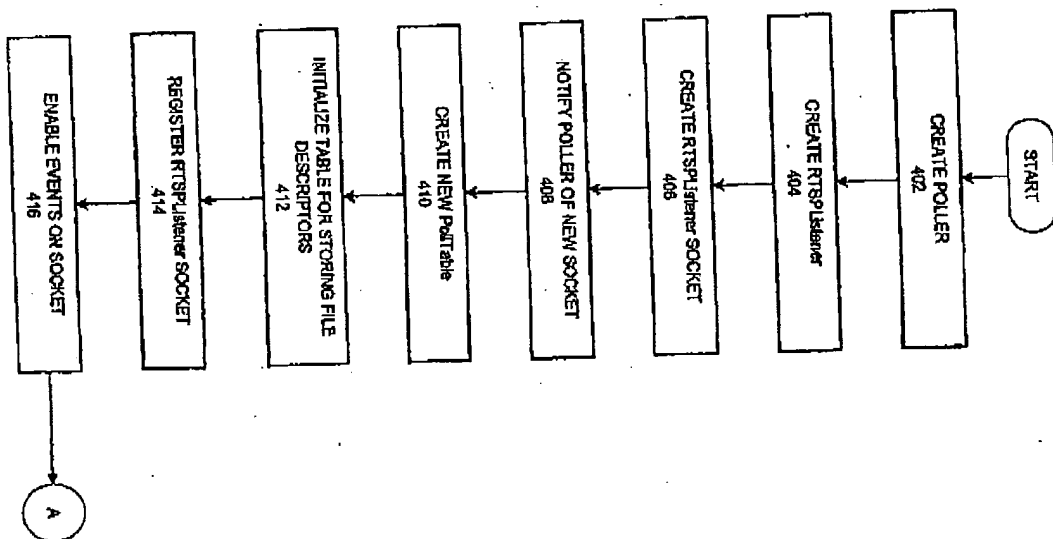 START
CREATE POLLER
402
CREATE RTSPListener
404
CREATE RTSPListener SOCKET
406
NOTIFY POLLER OF NEW SOCKET
408
CREATE NEW PollTable
410
INITIALIZE TABLE FOR STORING FILE
DESCRIPTORS
412
REGISTER RTSPListener SOCKET
414
ENABLE EVENTS ON SOCKET
416
A